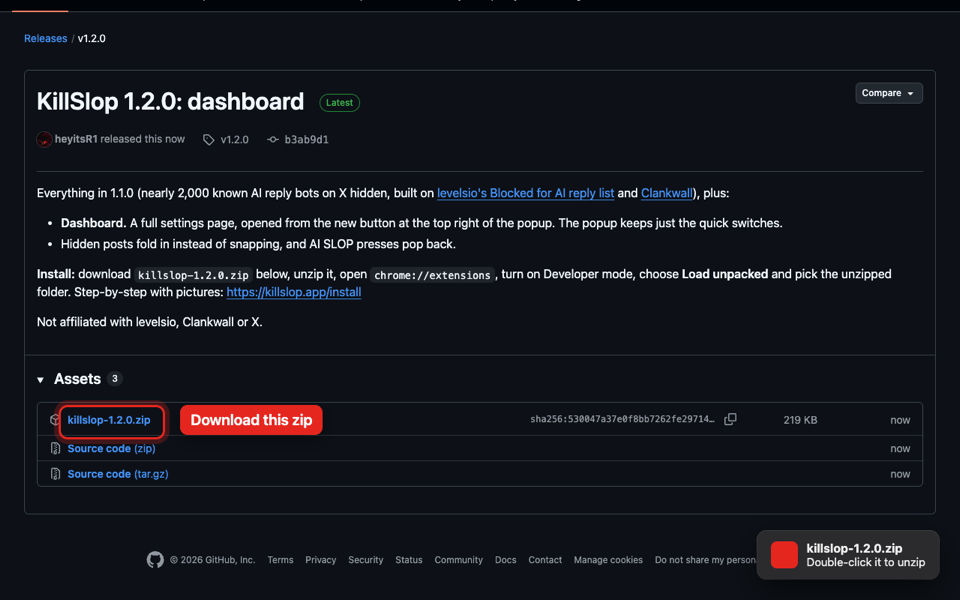 Releases / v1.2.0
KillSlop 1.2.0: dashboard Latest
Compare
heyitsR1 released this now v1.2.0 b3ab9d1
Everything in 1.1.0 (nearly 2,000 known AI reply bots on X hidden, built on levelsio's Blocked for AI reply list and Clankwall), plus:
• Dashboard. A full settings page, opened from the new button at the top right of the popup. The popup keeps just the quick switches.
• Hidden posts fold in instead of snapping, and AI SLOP presses pop back.
Install: download killslop-1.2.0.zip below, unzip it, open chrome://extensions, turn on Developer mode, choose Load unpacked and pick the unzipped
folder. Step-by-step with pictures: https://killslop.app/install
Not affiliated with levelsio, Clankwall or X.
Assets 3
killslop-1.2.0.zip Download this zip sha256:530047a37e0f8bb7262fe29714… 219 KB now
Source code (zip) now
Source code (tar.gz) now
© 2026 GitHub, Inc. Terms Privacy Security Status Community Docs Contact Manage cookies Do not share my person
killslop-1.2.0.zip
Double-click it to unzip